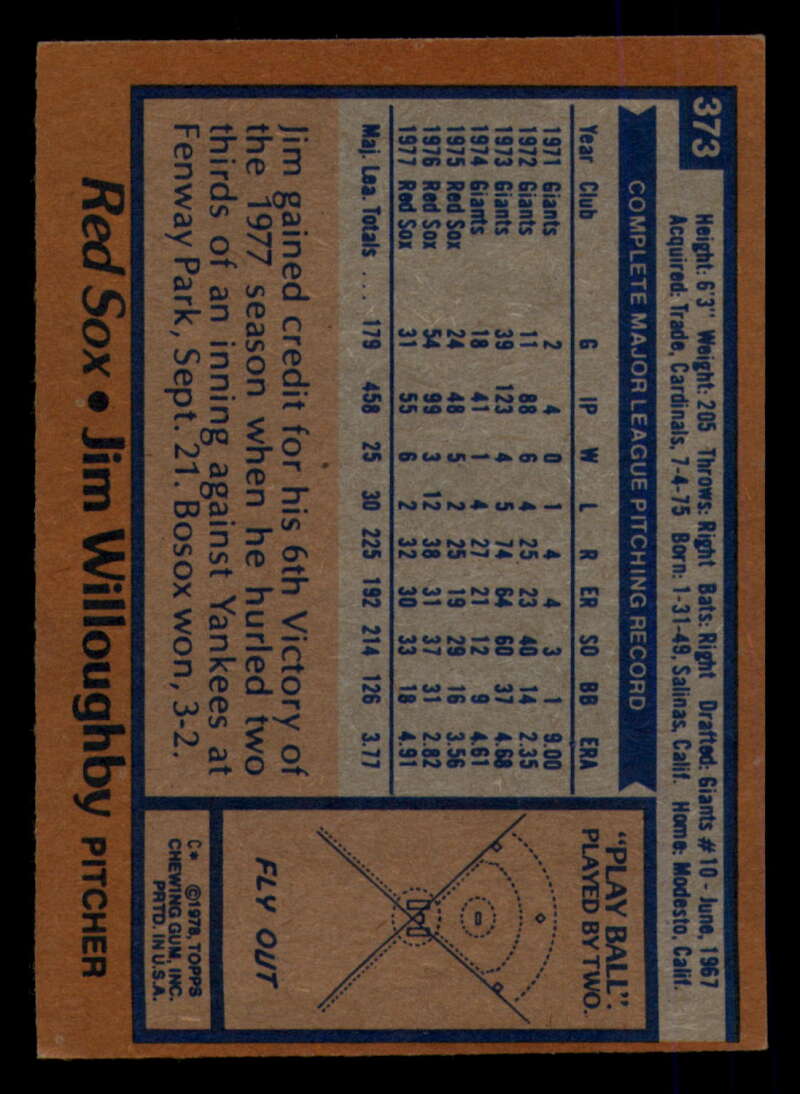 373
Height: 6'3" Weight: 205 Throws: Right Bats: Right Drafted: Giants #10 - June, 1967
Acquired: Trade, Cardinals, 7-4-75 Born: 1-31-49, Salinas, Calif. Home: Modesto, Calif.
COMPLETE MAJOR LEAGUE PITCHING RECORD
Year Club G IP W L R ER SO BB ERA
1971 Giants 2 4 0 1 4 4 3 1 9.00
1972 Giants 11 88 6 4 25 23 40 14 2.35
1973 Giants 39 123 4 5 74 64 60 37 4.68
1974 Giants 18 41 1 4 27 21 12 9 4.61
1975 Red Sox 24 48 5 2 25 19 29 16 3.56
1976 Red Sox 54 99 3 12 38 31 37 31 2.82
1977 Red Sox 31 55 6 2 32 30 33 18 4.91
Maj. Lea. Totals ... 179 458 25 30 225 192 214 126 3.77
Jim gained credit for his 6th Victory of
the 1977 season when he hurled two
thirds of an inning against Yankees at
Fenway Park, Sept. 21. Bosox won, 3-2.
"PLAY BALL":
PLAYED BY TWO.
FLY OUT
C* ©1978, TOPPS
CHEWING GUM, INC.
PRTD. IN U.S.A.
Red Sox • Jim Willoughby PITCHER